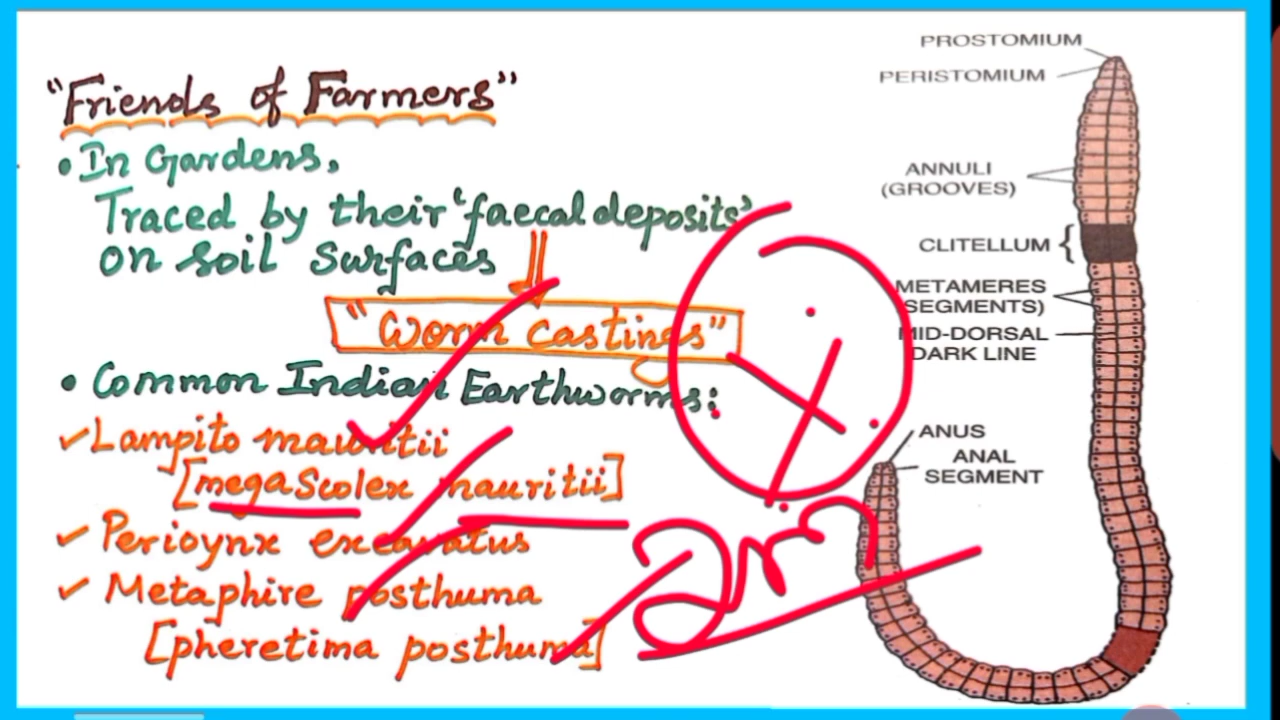 "Friends of Farmers"
• In Gardens,
Traced by their 'faecal deposits'
on soil surfaces
"Worm castings"
• Common Indian Earthworms:
✓ Lampito mauritii
[megascolex mauritii]
✓ Perioynx excavatus
✓ Metaphire posthuma
[pheretima posthuma]
PROSTOMIUM
PERISTOMIUM
ANNULI
(GROOVES)
CLITELLUM {
METAMERES
SEGMENTS)
MID-DORSAL
DARK LINE
ANUS
ANAL
SEGMENT